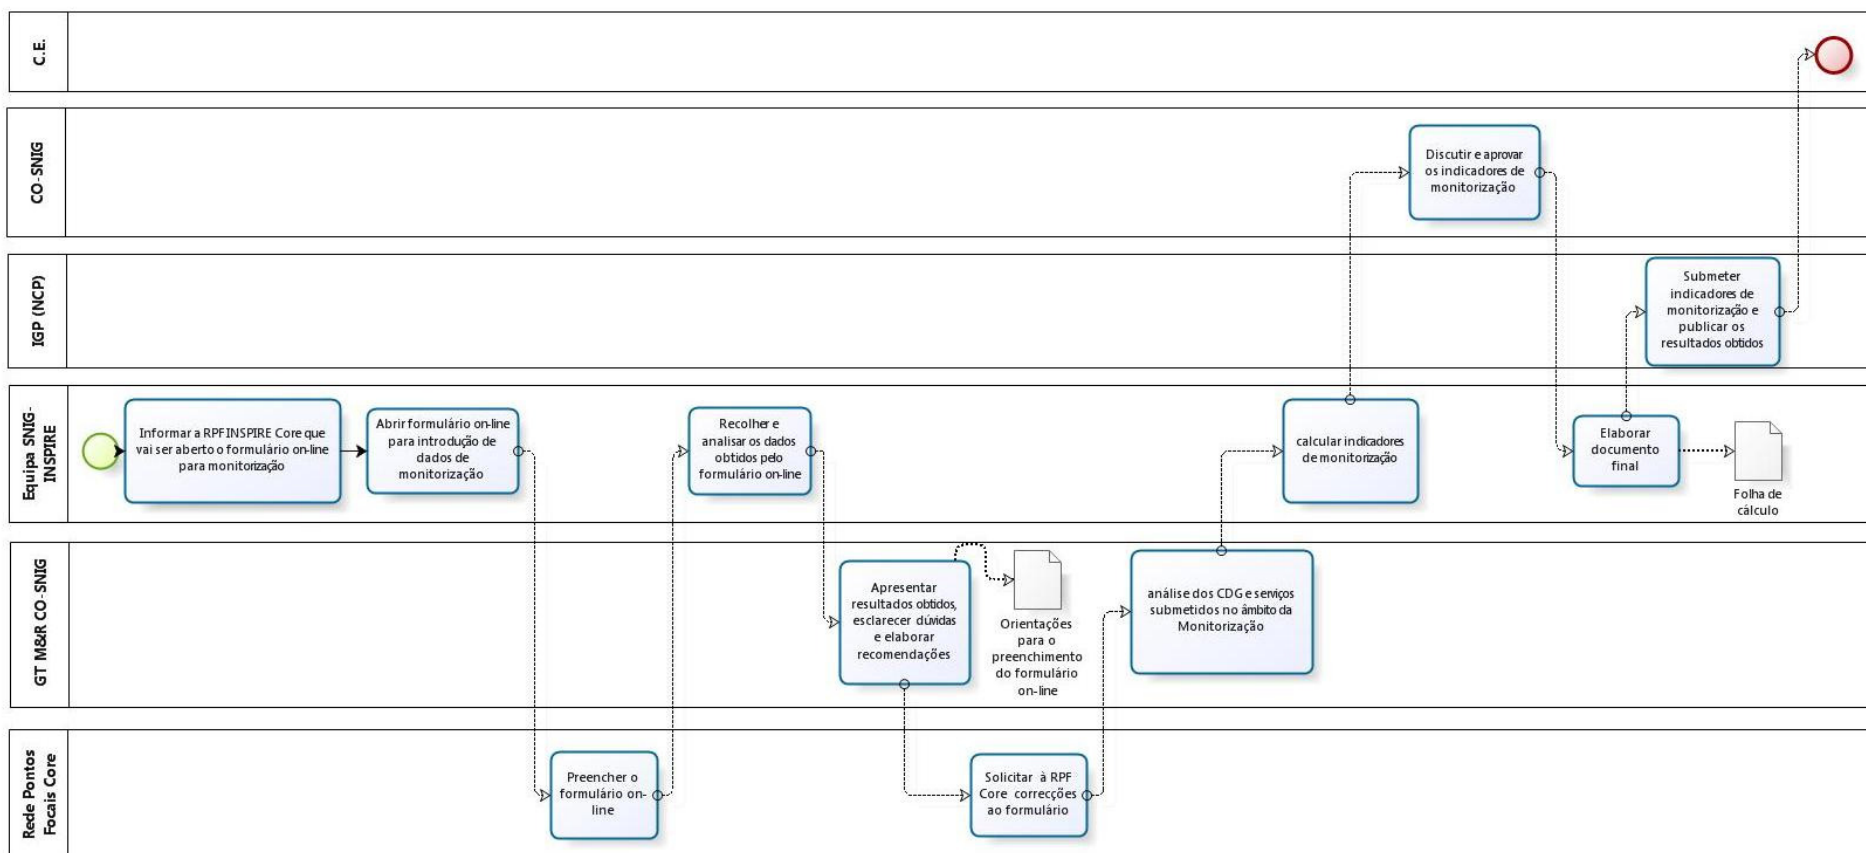 C.E.
CO-SNIG
Discutir e aprovar
os indicadores de
monitorização
IGP (NCP)
Submeter
indicadores de
monitorização e
publicar os
resultados obtidos
Equipa SNIG-
INSPIRE
Informar a RPF INSPIRE Core que
vai ser aberto o formulário on-line
para monitorização
Abrir formulário on-line
para introdução de
dados de
monitorização
Recolher e
analisar os dados
obtidos pelo
formulário on-line
calcular indicadores
de monitorização
Elaborar
documento
final
Folha de
cálculo
GT M&R CO-SNIG
Apresentar
resultados obtidos,
esclarecer dúvidas
e elaborar
recomendações
Orientações
para o
preenchimento
do formulário
on-line
análise dos CDG e serviços
submetidos no âmbito da
Monitorização
Rede Pontos
Focais Core
Preencher o
formulário on-
line
Solicitar à RPF
Core correcções
ao formulário